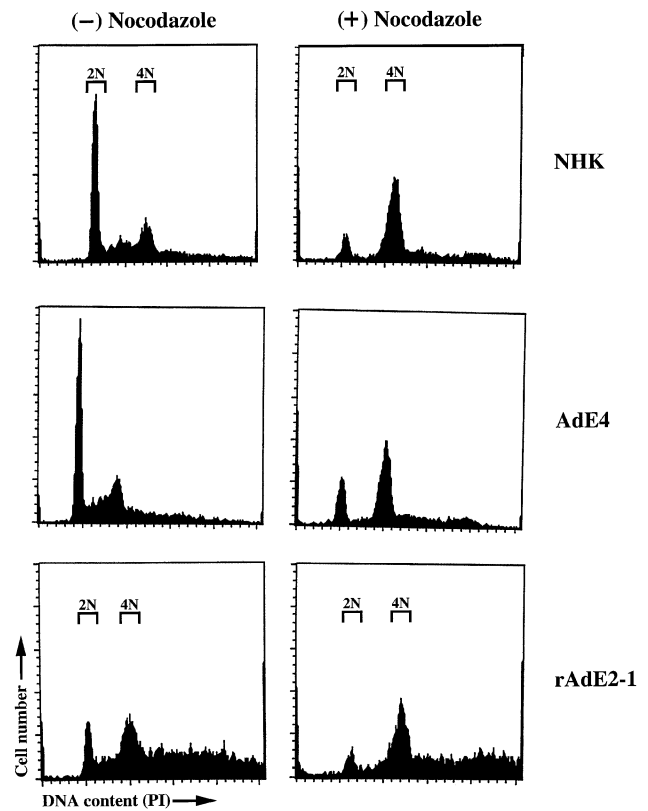 (−) Nocodazole
(+) Nocodazole
2N 4N
2N 4N
NHK
AdE4
2N 4N
2N 4N
rAdE2-1
Cell number
DNA content (PI)